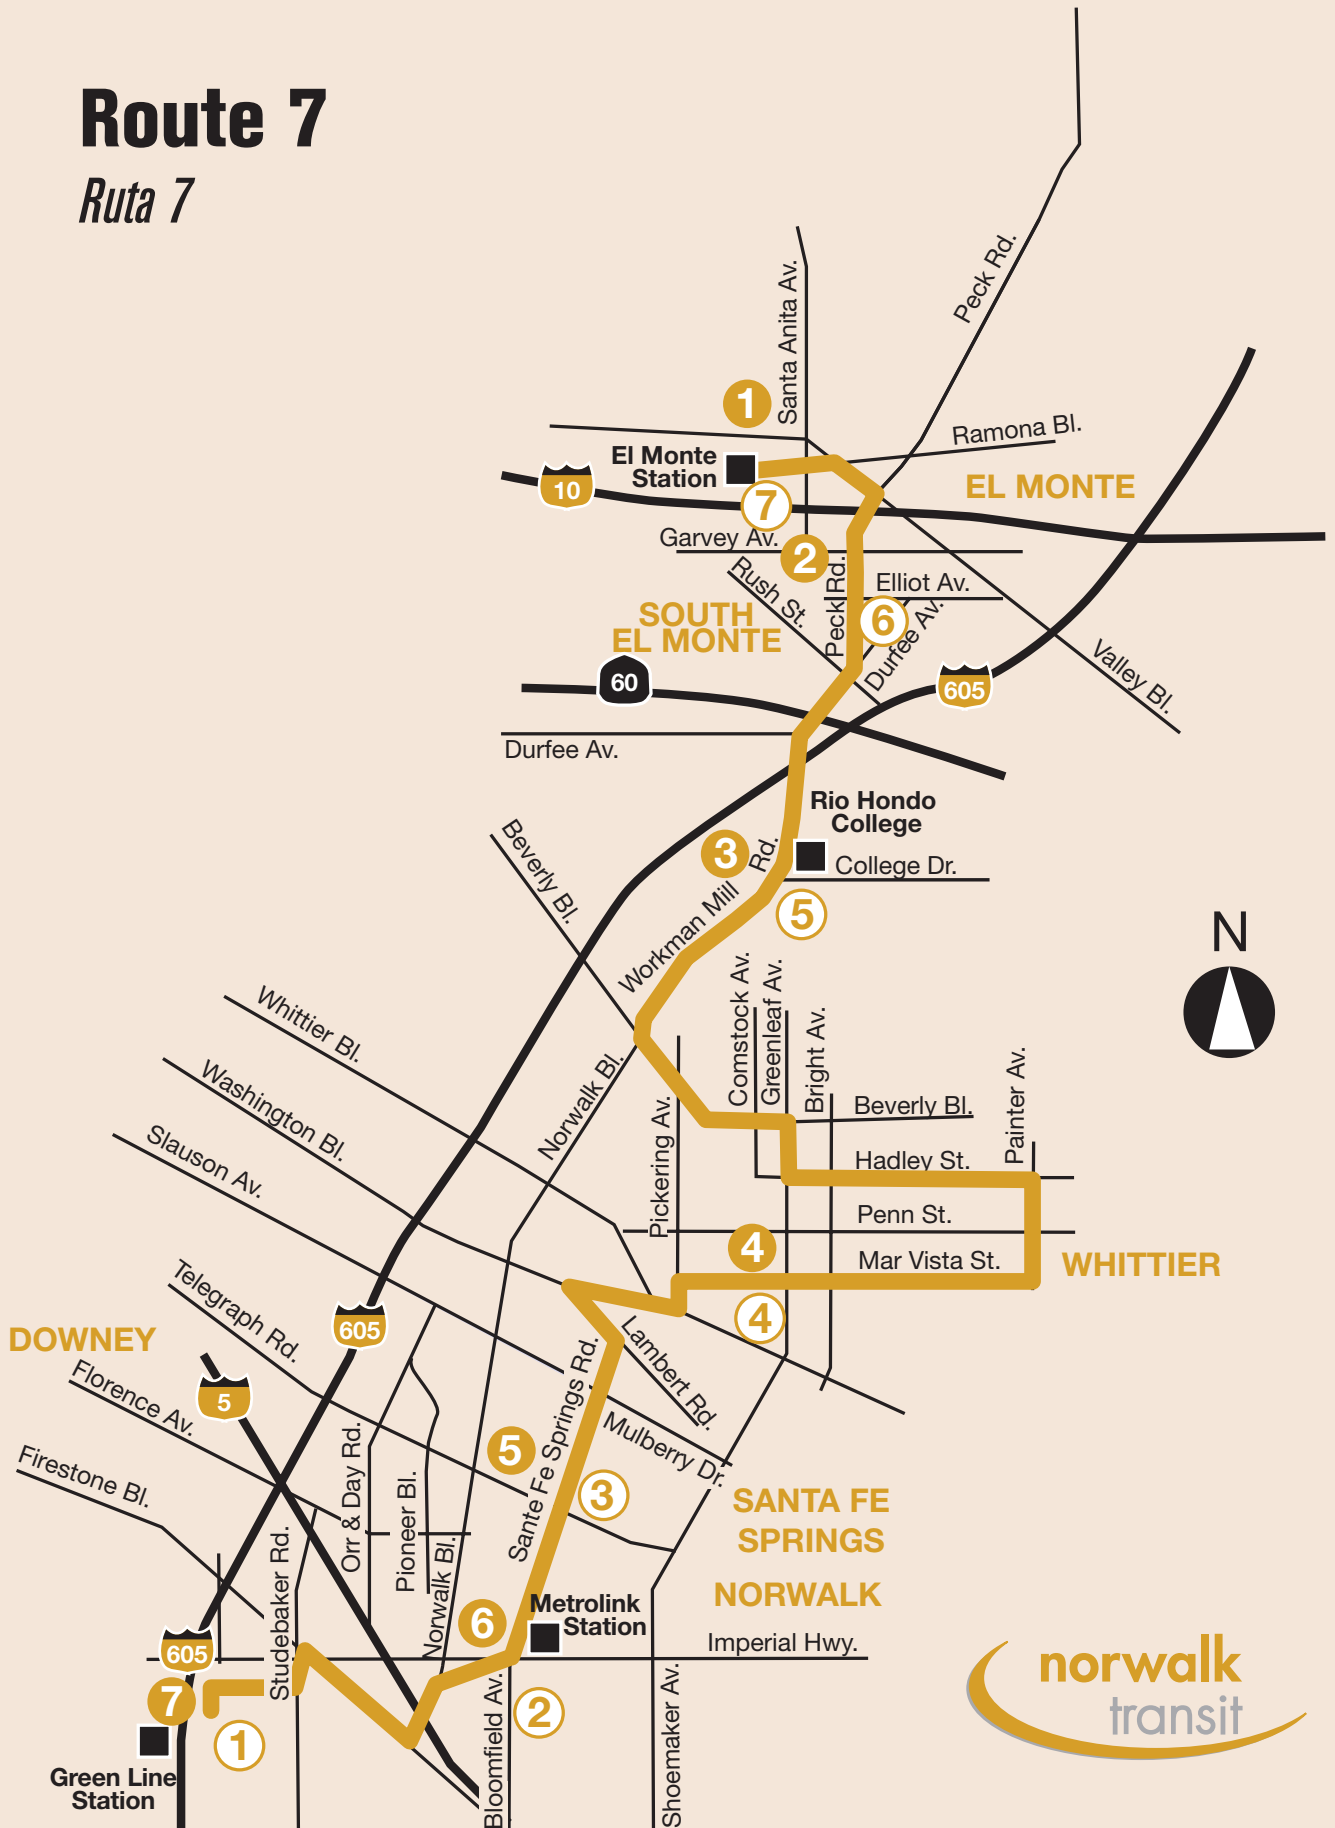 Route 7
Ruta 7
Santa Anita Av.
Peck Rd.
1
Ramona Bl.
El Monte
Station
10
7
EL MONTE
Garvey Av.
2
Rush St.
Peck Rd.
Elliot Av.
6
Durfee Av.
SOUTH
EL MONTE
60
605
Valley Bl.
Durfee Av.
Rio Hondo
College
Beverly Bl.
3
Workman Mill Rd.
College Dr.
5
N
Whittier Bl.
Washington Bl.
Slauson Av.
Norwalk Bl.
Comstock Av.
Greenleaf Av.
Bright Av.
Painter Av.
Pickering Av.
Beverly Bl.
Hadley St.
Penn St.
4
Mar Vista St.
WHITTIER
4
Telegraph Rd.
605
DOWNEY
Lambert Rd.
Florence Av.
5
Sante Fe Springs Rd.
Mulberry Dr.
5
3
Firestone Bl.
Orr & Day Rd.
Pioneer Bl.
SANTA FE
SPRINGS
Studebaker Rd.
Norwalk Bl.
NORWALK
6
Metrolink
Station
Imperial Hwy.
605
7
1
2
Bloomfield Av.
Shoemaker Av.
Green Line
Station
norwalk
transit